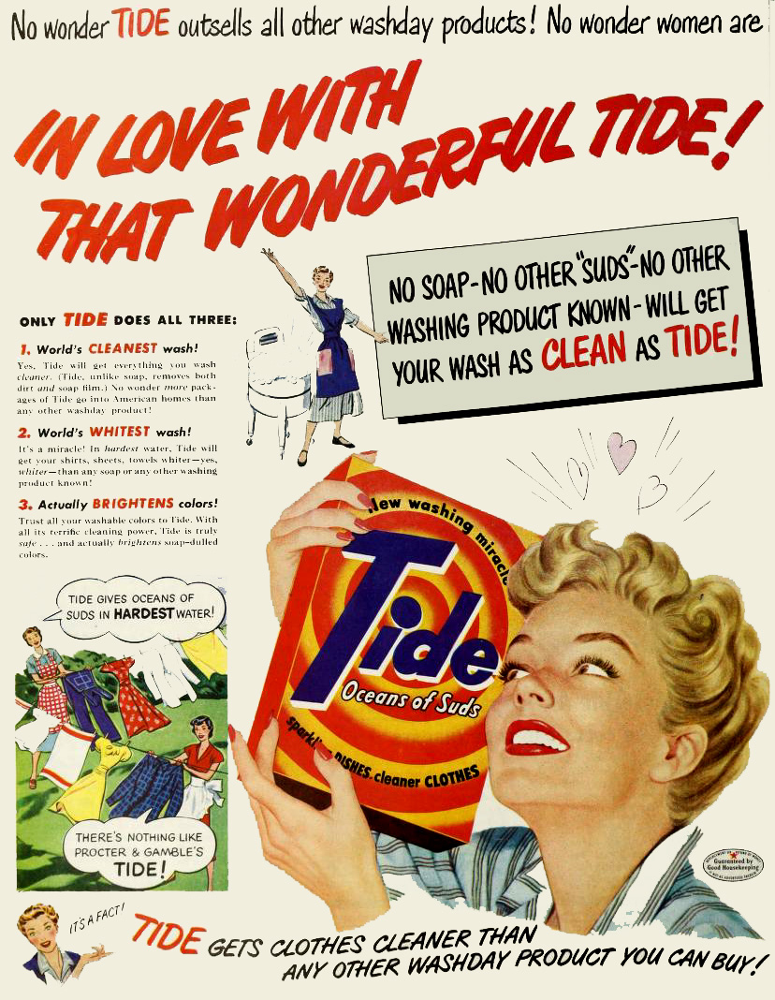 No wonder TIDE outsells all other washday products! No wonder women are
IN LOVE WITH
THAT WONDERFUL TIDE!
NO SOAP-NO OTHER "SUDS"-NO OTHER
WASHING PRODUCT KNOWN-WILL GET
YOUR WASH AS CLEAN AS TIDE!
ONLY TIDE DOES ALL THREE:
1. World's CLEANEST wash!
Yes, Tide will get everything you wash
cleaner. (Tide, unlike soap, removes both
dirt and soap film.) No wonder more pack-
ages of Tide go into American homes than
any other washday product!
2. World's WHITEST wash!
It's a miracle! In hardest water, Tide will
get your shirts, sheets, towels whiter—yes,
whiter—than any soap or any other washing
product known!
3. Actually BRIGHTENS colors!
Trust all your washable colors to Tide. With
all its terrific cleaning power, Tide is truly
safe . . . and actually brightens soap-dulled
colors.
TIDE GIVES OCEANS OF
SUDS IN HARDEST WATER!
THERE'S NOTHING LIKE
PROCTER & GAMBLE'S
TIDE!
New washing miracle
Tide
Oceans of Suds
DISHES, cleaner CLOTHES
Guaranteed by
Good Housekeeping
IT'S A FACT!
TIDE GETS CLOTHES CLEANER THAN
ANY OTHER WASHDAY PRODUCT YOU CAN BUY!